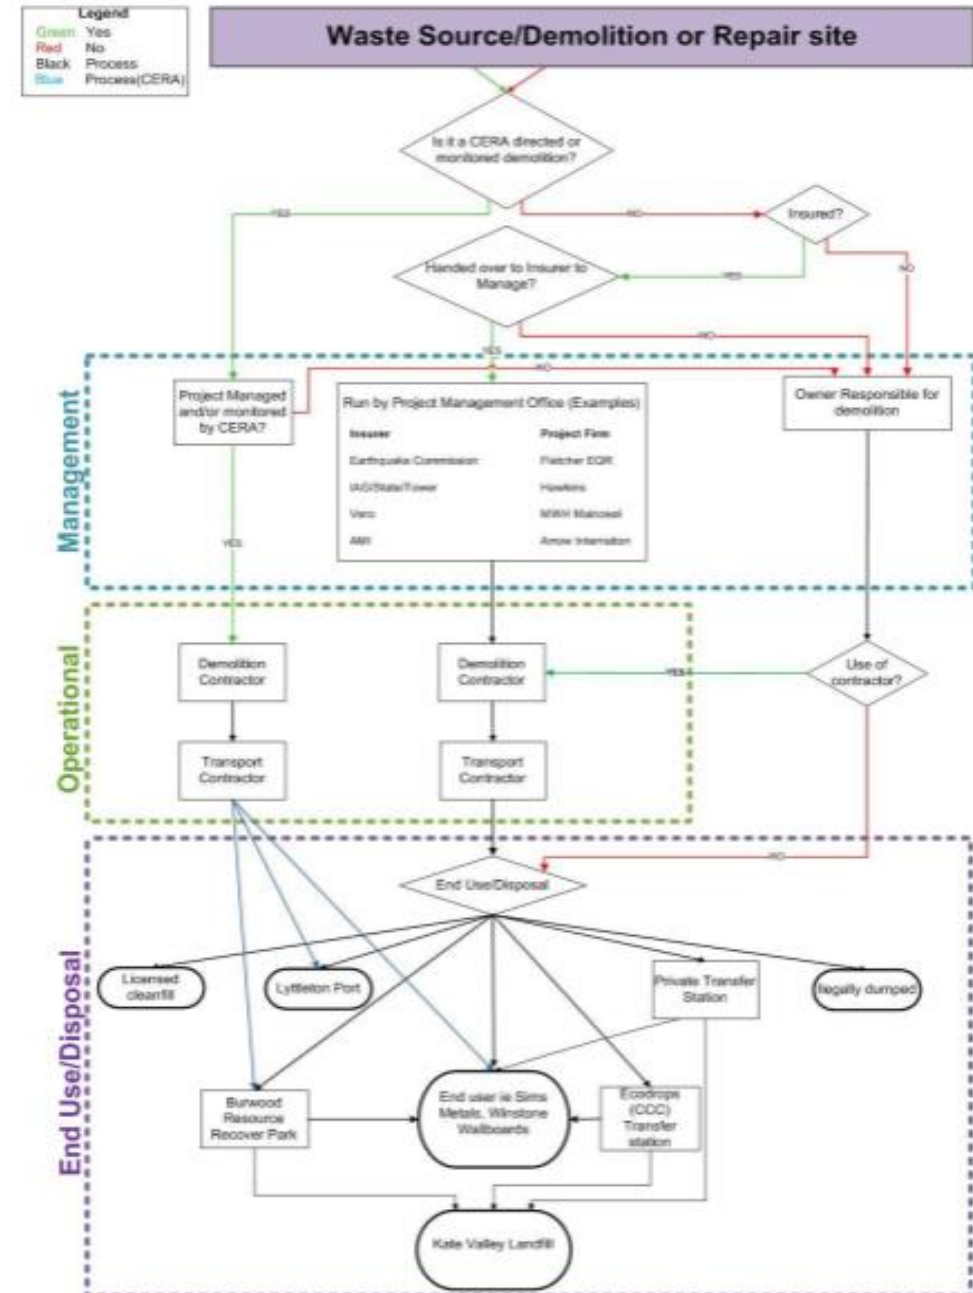 Legend
Green Yes
Red No
Black Process
Blue Process(CERA)
Waste Source/Demolition or Repair site
Is it a CERA directed or
monitored demolition?
YES
NO
Insured?
NO
YES
Handed over to Insurer to
Manage?
NO
YES
NO
Management
Project Managed
and/or monitored
by CERA?
Run by Project Management Office (Examples)
Insurer Project Firm
Earthquake Commission Fletcher EQR
IAG/State/Tower Hawkins
Vero MWH Mainzeal
AMI Arrow Internation
Owner Responsible for
demolition
YES
Operational
Demolition
Contractor
Demolition
Contractor
YES
Use of
contractor?
Transport
Contractor
Transport
Contractor
NO
End Use/Disposal
End Use/Disposal
Licensed
cleanfill
Lyttleton Port
Private Transfer
Station
Illegally dumped
Burwood
Resource
Recover Park
End user ie Sims
Metals, Winstone
Wallboards
Ecodrops
(CCC)
Transfer
station
Kate Valley Landfill